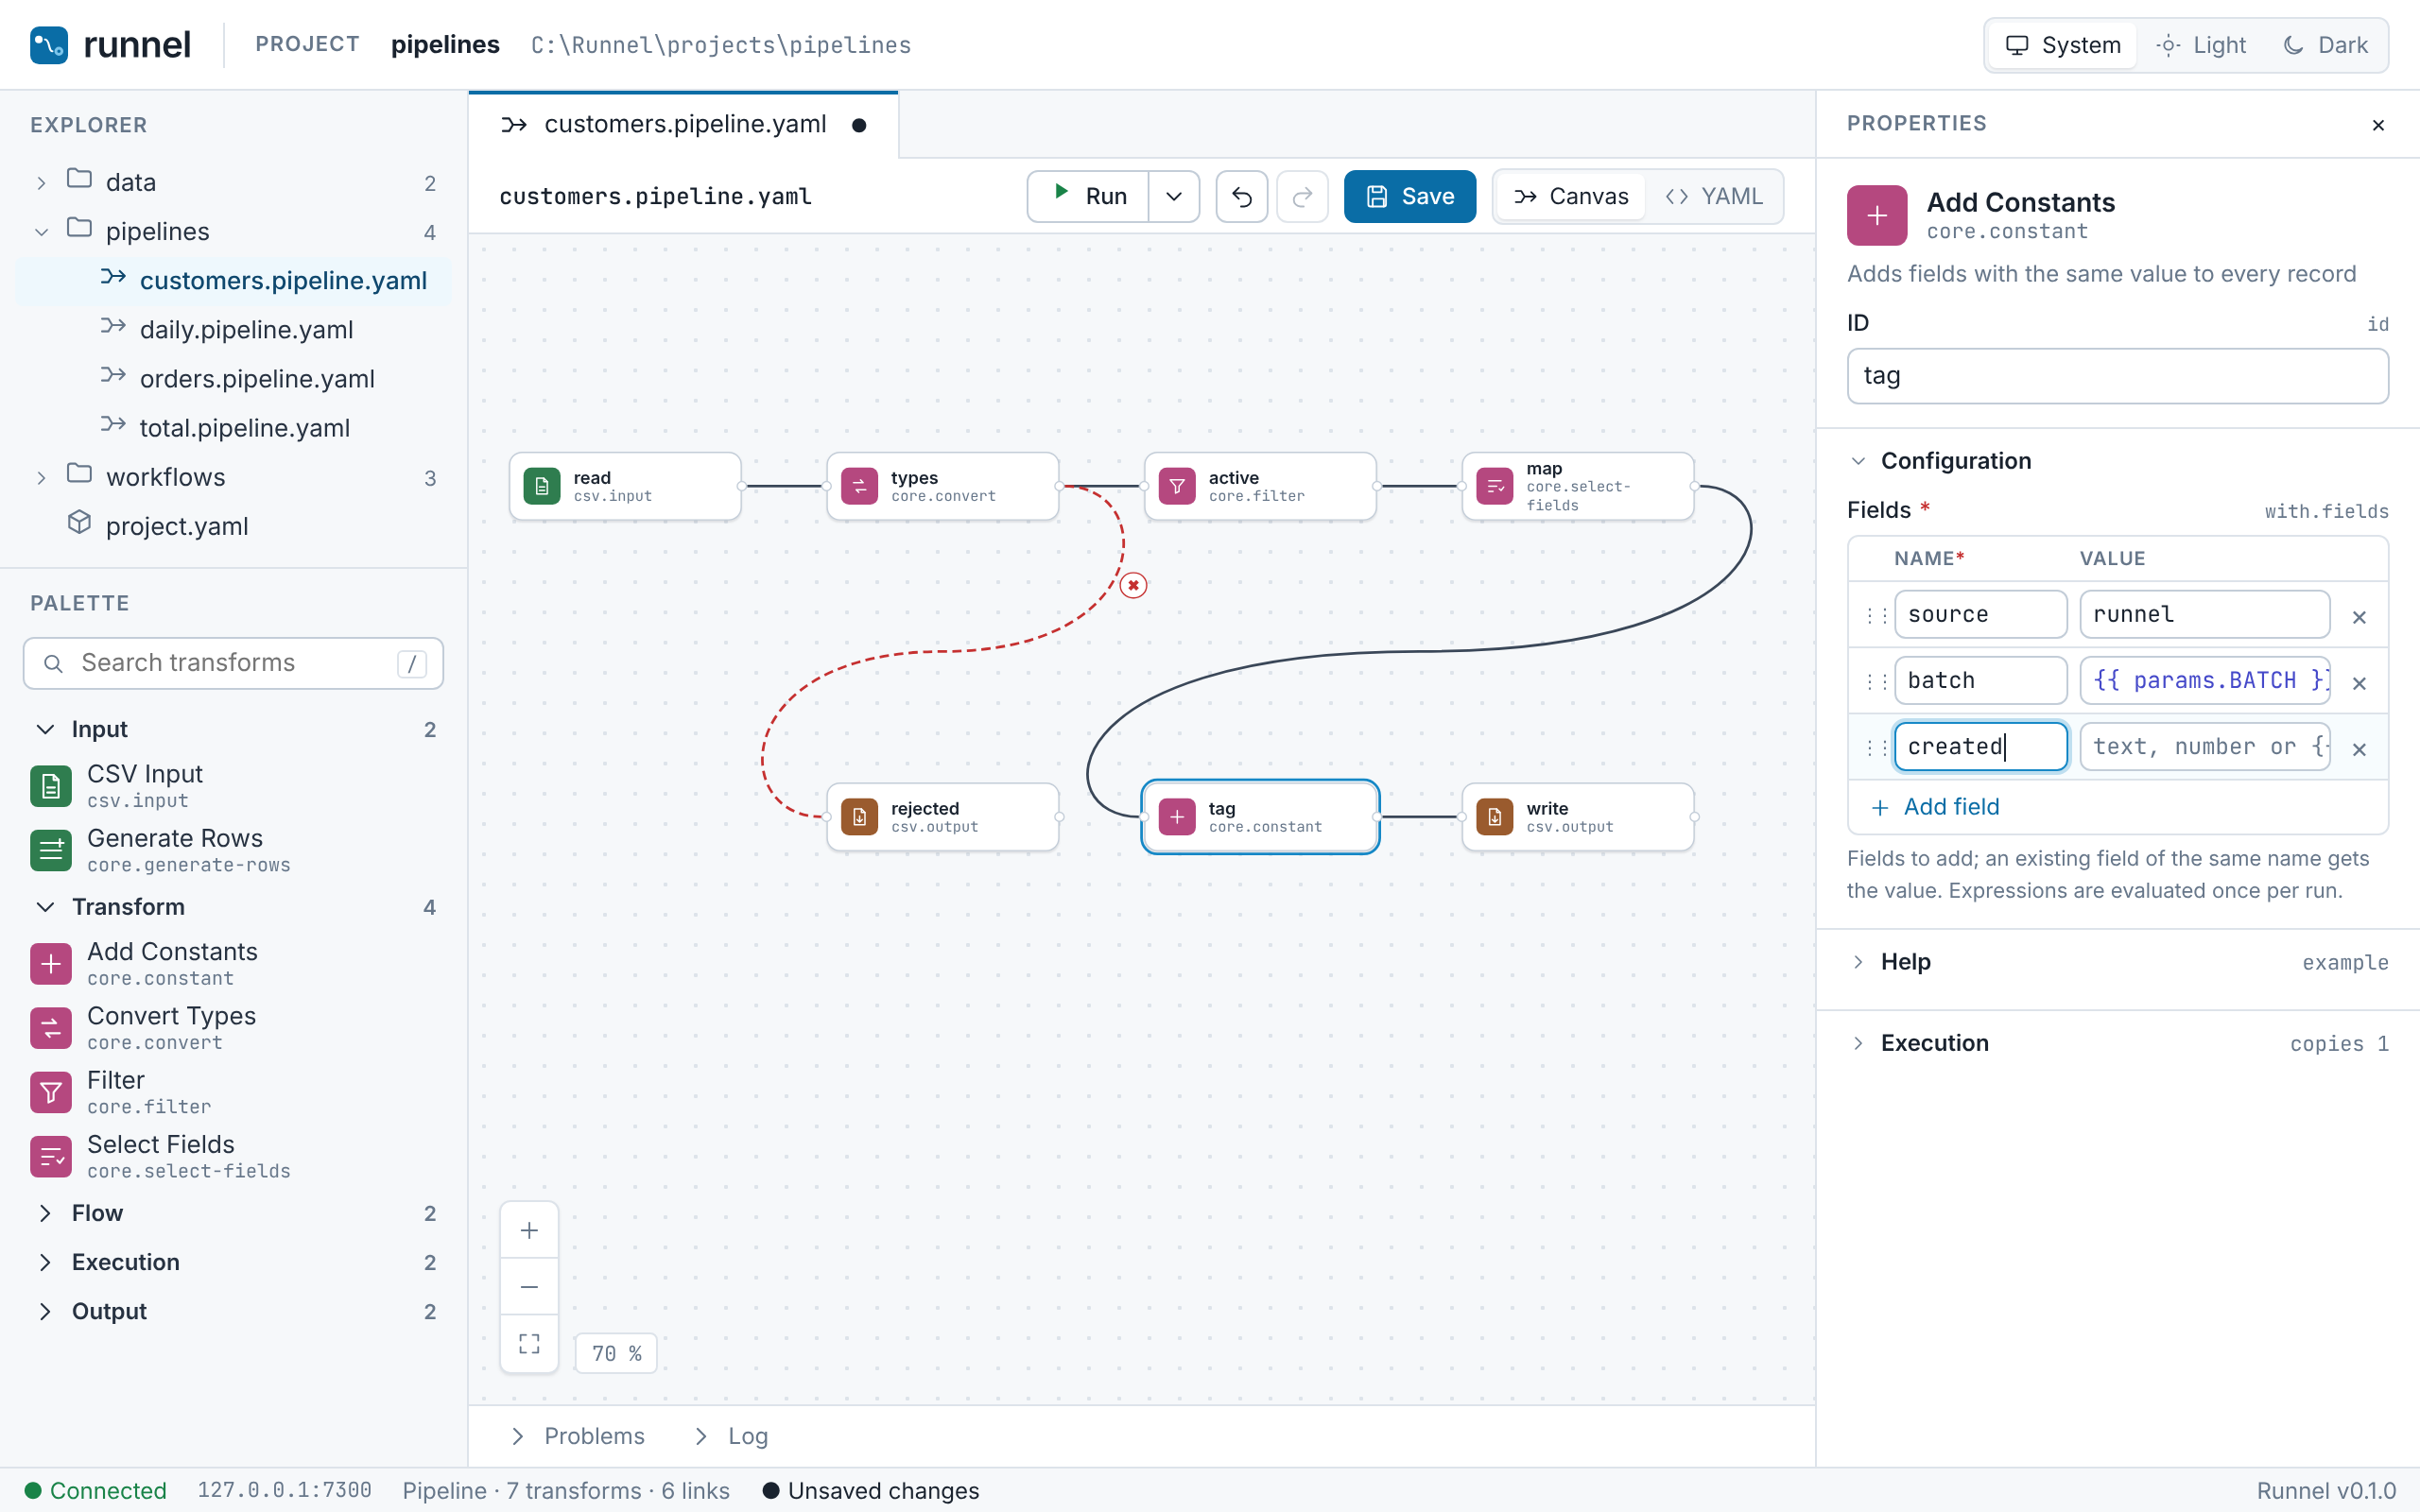 runnel
PROJECT pipelines C:\Runnel\projects\pipelines
System Light Dark
EXPLORER
data 2
pipelines 4
customers.pipeline.yaml
daily.pipeline.yaml
orders.pipeline.yaml
total.pipeline.yaml
workflows 3
project.yaml
PALETTE
Search transforms /
Input 2
CSV Input
csv.input
Generate Rows
core.generate-rows
Transform 4
Add Constants
core.constant
Convert Types
core.convert
Filter
core.filter
Select Fields
core.select-fields
Flow 2
Execution 2
Output 2
customers.pipeline.yaml
customers.pipeline.yaml
Run
Save
Canvas
YAML
read
csv.input
types
core.convert
active
core.filter
map
core.select-
fields
rejected
csv.output
tag
core.constant
write
csv.output
70 %
Problems Log
PROPERTIES
Add Constants
core.constant
Adds fields with the same value to every record
ID id
tag
Configuration
Fields * with.fields
NAME* VALUE
source runnel
batch {{ params.BATCH }}
created text, number or {
Add field
Fields to add; an existing field of the same name gets
the value. Expressions are evaluated once per run.
Help example
Execution copies 1
Connected 127.0.0.1:7300 Pipeline · 7 transforms · 6 links Unsaved changes
Runnel v0.1.0